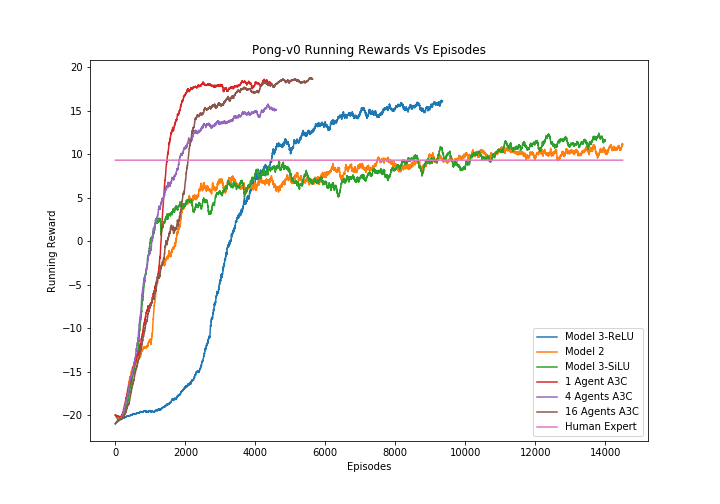 Pong-v0 Running Rewards Vs Episodes
20
15
10
5
0
−5
−10
−15
−20
Running Reward
0 2000 4000 6000 8000 10000 12000 14000
Episodes
Model 3-ReLU
Model 2
Model 3-SiLU
1 Agent A3C
4 Agents A3C
16 Agents A3C
Human Expert